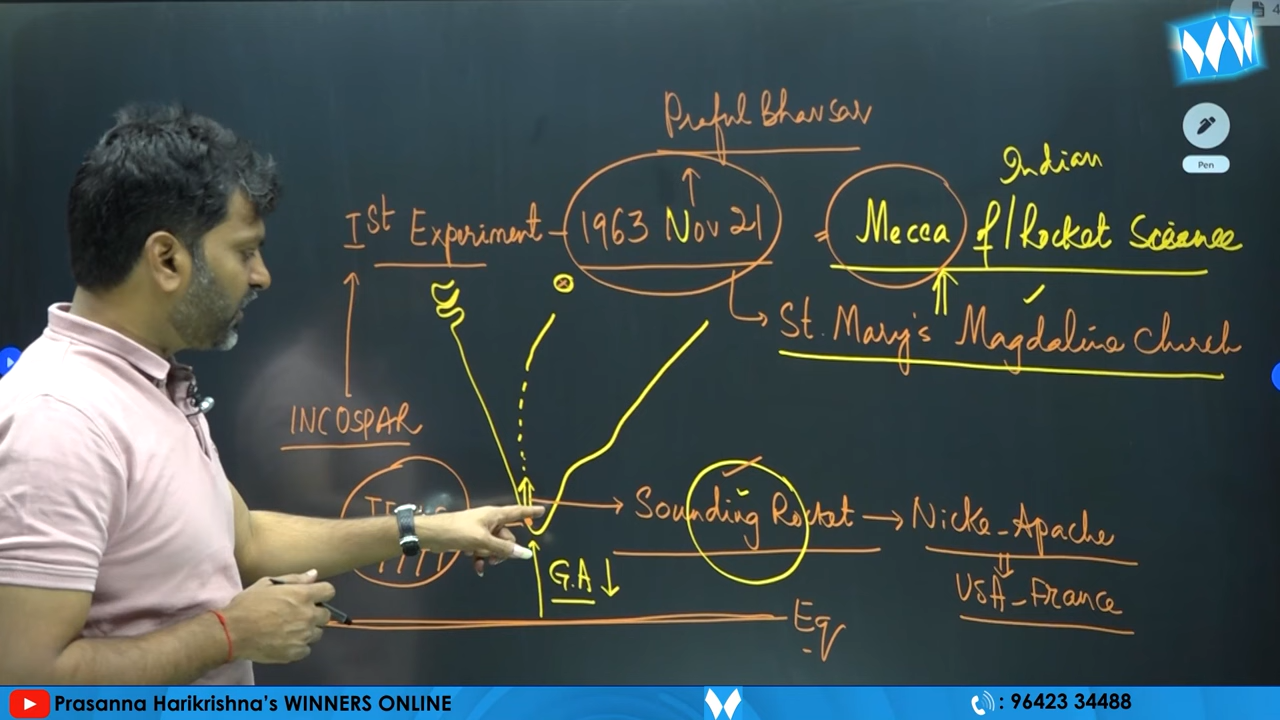 4
Pen
Praful Bhavsar
Indian
Ist Experiment - 1963 Nov 21
Mecca of / Rocket Science
St. Mary's Magdaline Church
INCOSPAR
Sounding Rocket → Nicke-Apache
G.A ↓
USA-France
Eq
Prasanna Harikrishna's WINNERS ONLINE
: 96423 34488